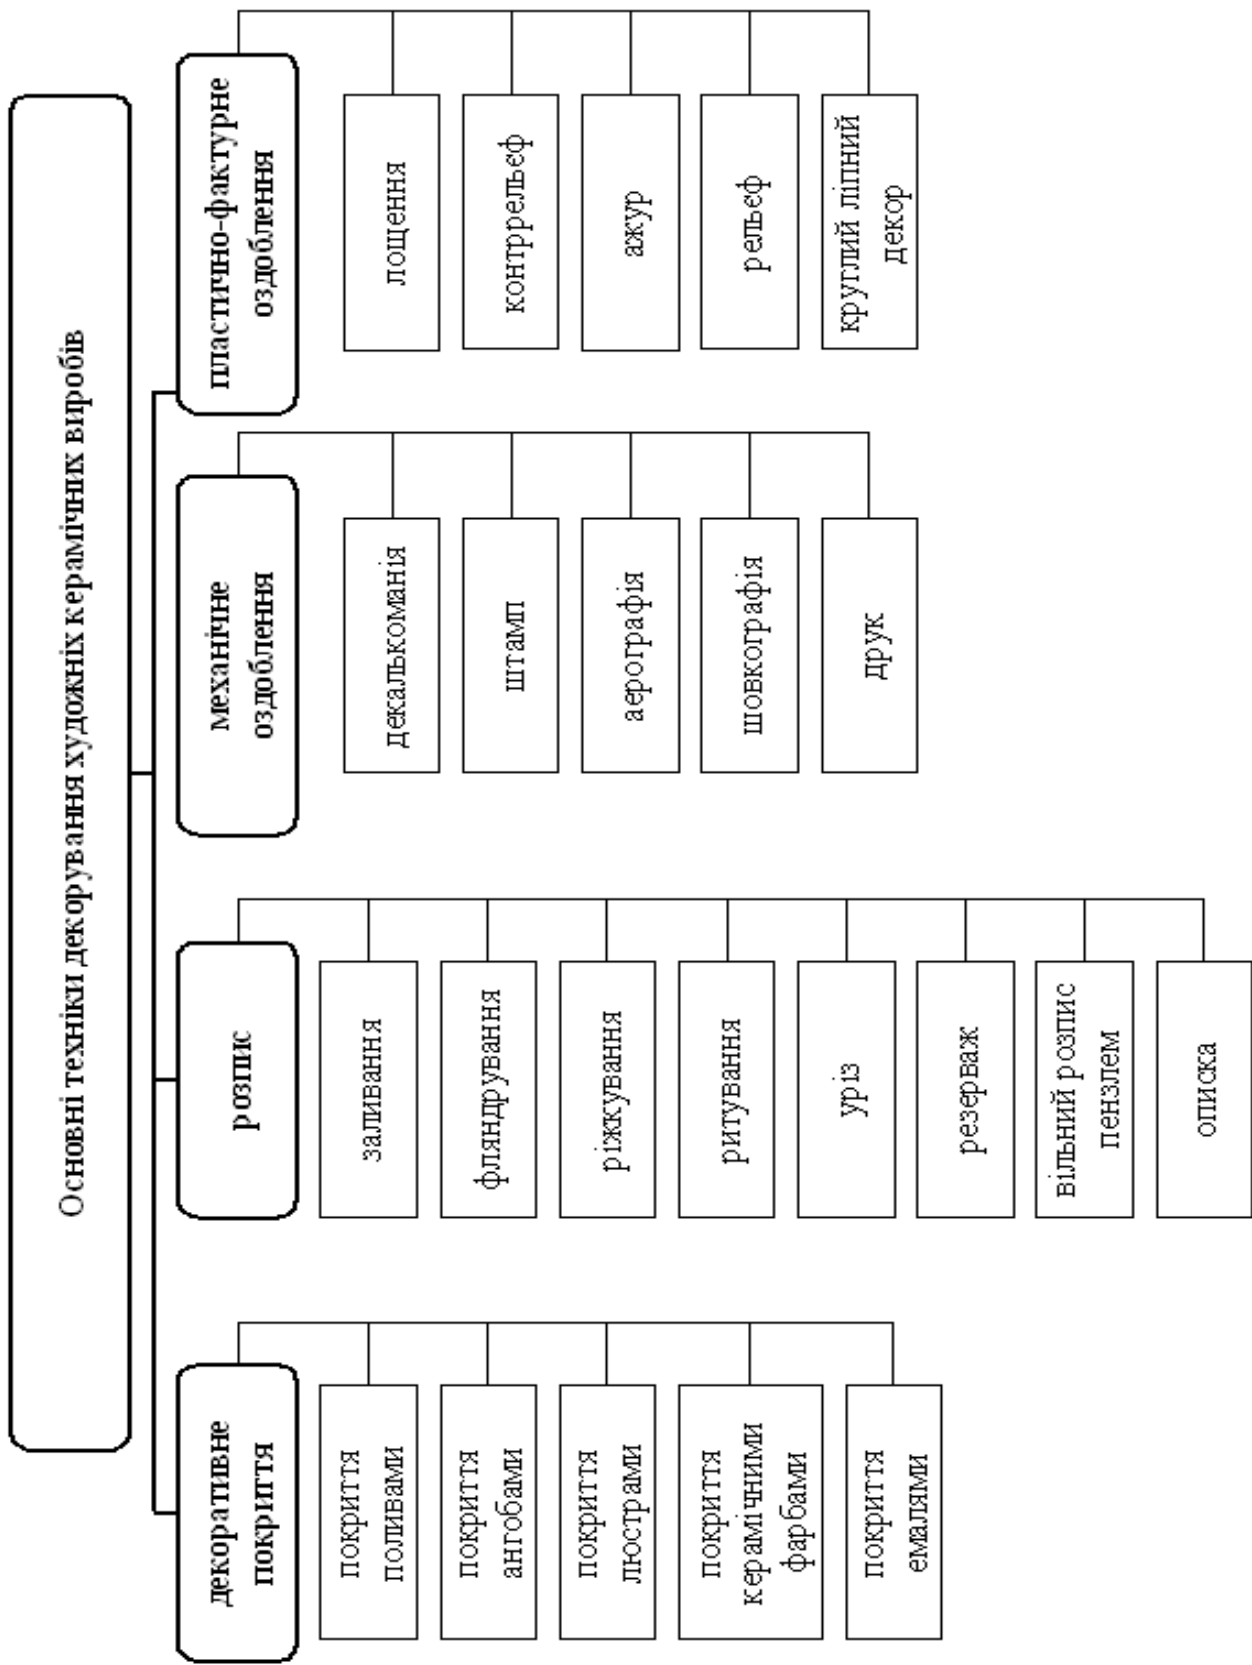 Основні техніки декорування художніх керамічних виробів
декоративне
покриття
покриття
поливами
покриття
ангобами
покриття
люстрами
покриття
керамічними
фарбами
покриття
емалями
розпис
заливання
фляндрування
ріжкування
ритування
уріз
резерваж
вільний розпис
пензлем
описка
механічне
оздоблення
декалькоманія
штамп
аерографія
шовкографія
друк
пластично-фактурне
оздоблення
лощення
контррельеф
ажур
рельеф
круглий ліпний
декор